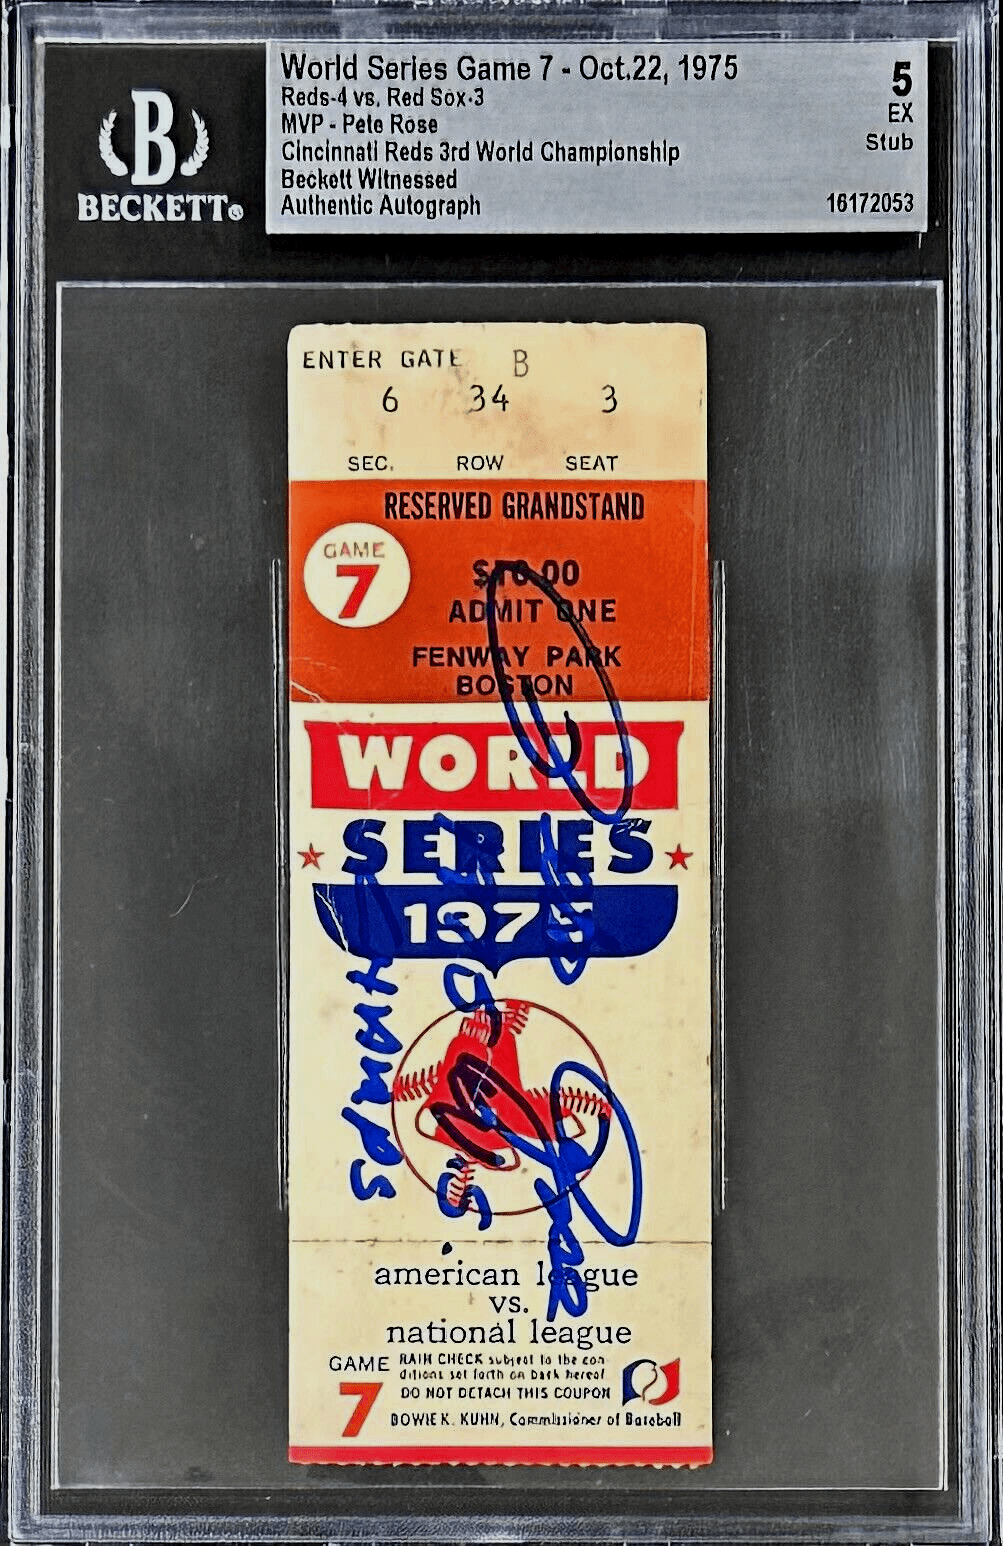 World Series Game 7 - Oct.22, 1975
5
Reds-4 vs. Red Sox-3
EX
MVP - Pete Rose
Stub
Cincinnati Reds 3rd World Championship
Beckett Witnessed
Authentic Autograph
16172053
B
BECKETT
ENTER GATE B
6 34 3
SEC. ROW SEAT
RESERVED GRANDSTAND
GAME
7
$10.00
ADMIT ONE
FENWAY PARK
BOSTON
WORLD
SERIES
1975
american league
vs.
national league
GAME
7
RAIN CHECK subject to the con-
ditions set forth on back hereof
DO NOT DETACH THIS COUPON
BOWIE K. KUHN, Commissioner of Baseball